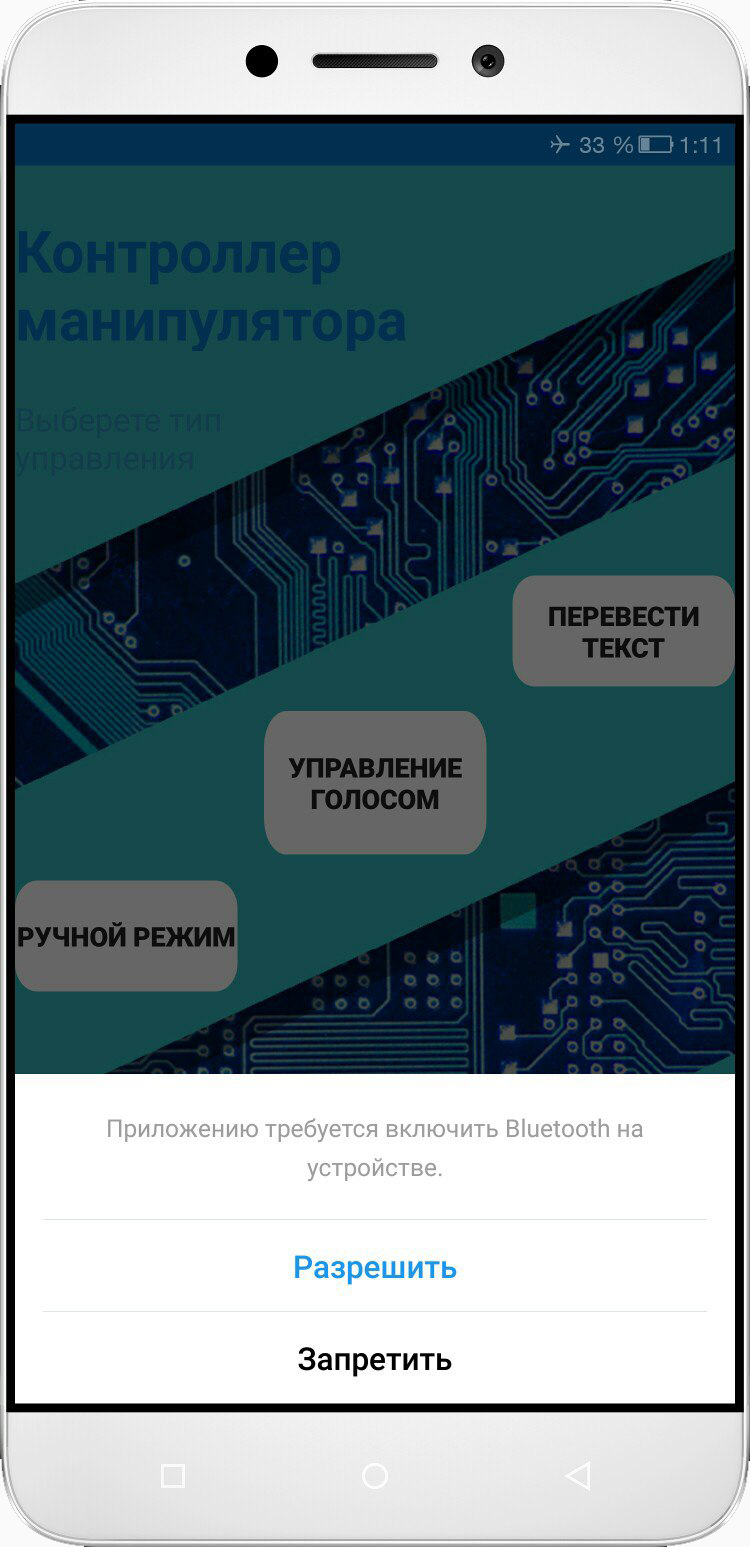 33 % 1:11
Контроллер
манипулятора
Выберете тип
управления
ПЕРЕВЕСТИ
ТЕКСТ
УПРАВЛЕНИЕ
ГОЛОСОМ
РУЧНОЙ РЕЖИМ
Приложению требуется включить Bluetooth на
устройстве.
Разрешить
Запретить